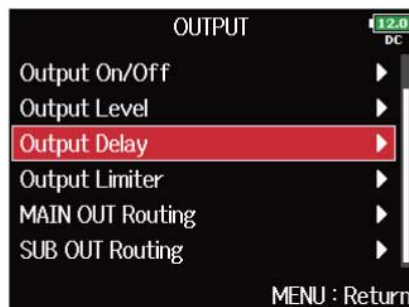 OUTPUT
12.0
DC
Output On/Off
Output Level
Output Delay
Output Limiter
MAIN OUT Routing
SUB OUT Routing
MENU : Return